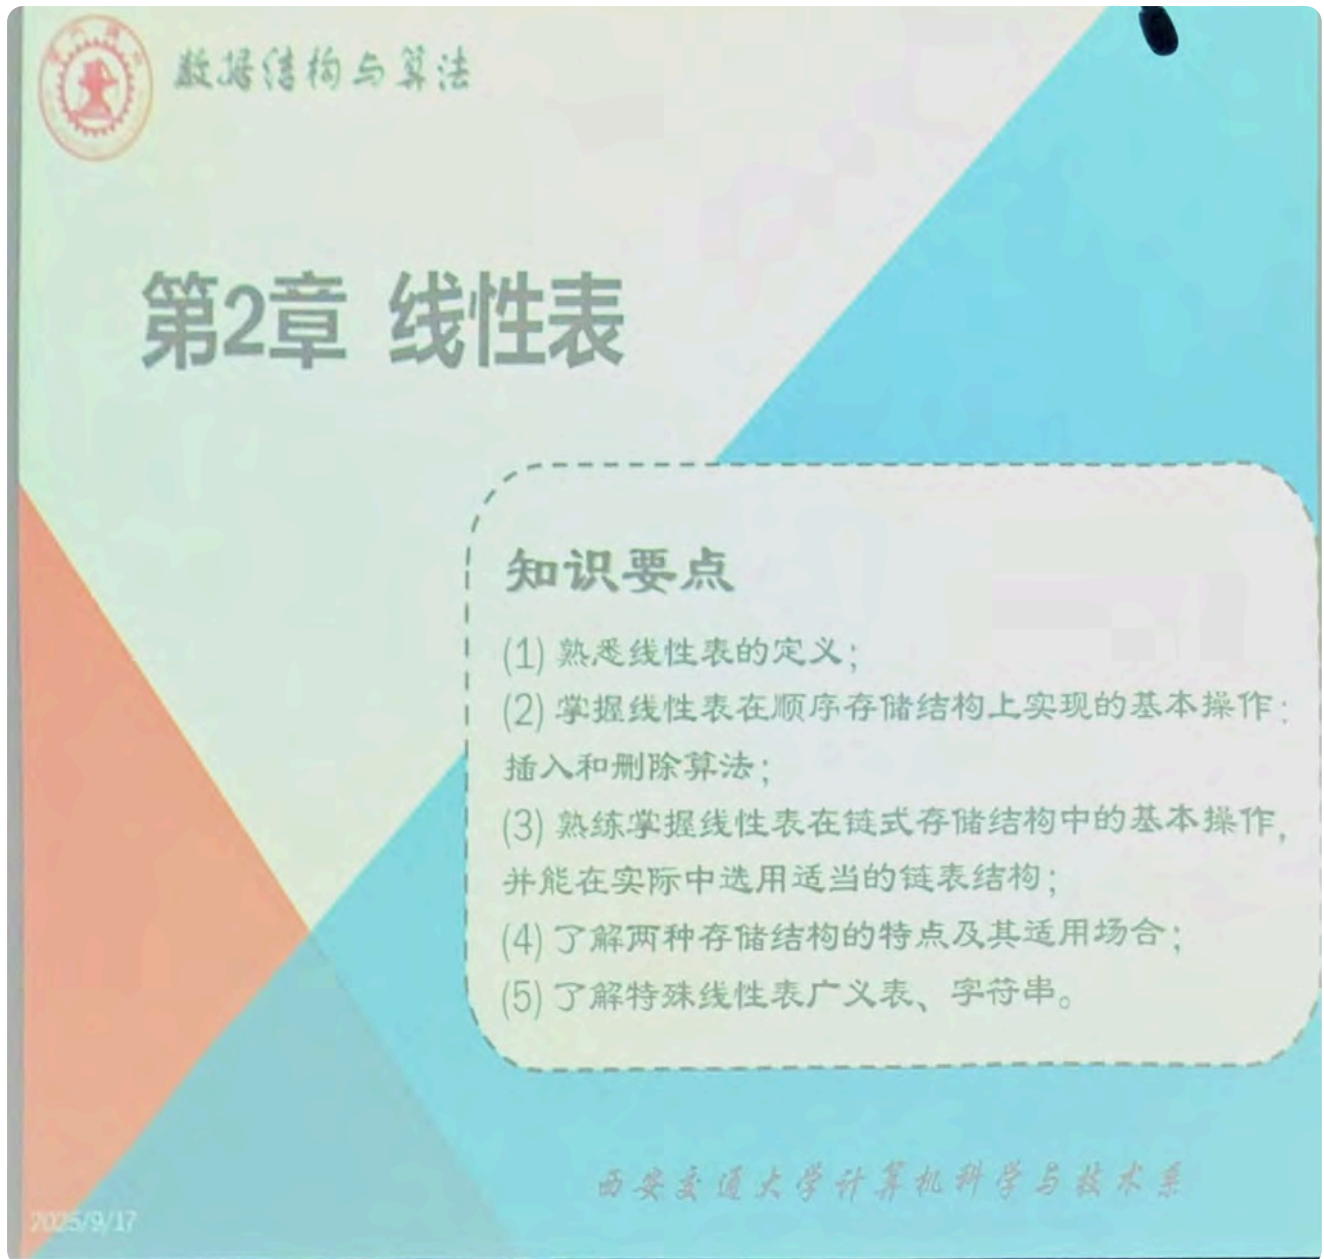 数据结构与算法
第2章 线性表
知识要点
(1) 熟悉线性表的定义；
(2) 掌握线性表在顺序存储结构上实现的基本操作：
插入和删除算法；
(3) 熟练掌握线性表在链式存储结构中的基本操作，
并能在实际中选用适当的链表结构；
(4) 了解两种存储结构的特点及其适用场合；
(5) 了解特殊线性表广义表、字符串。
西安交通大学计算机科学与技术系
2025/9/17